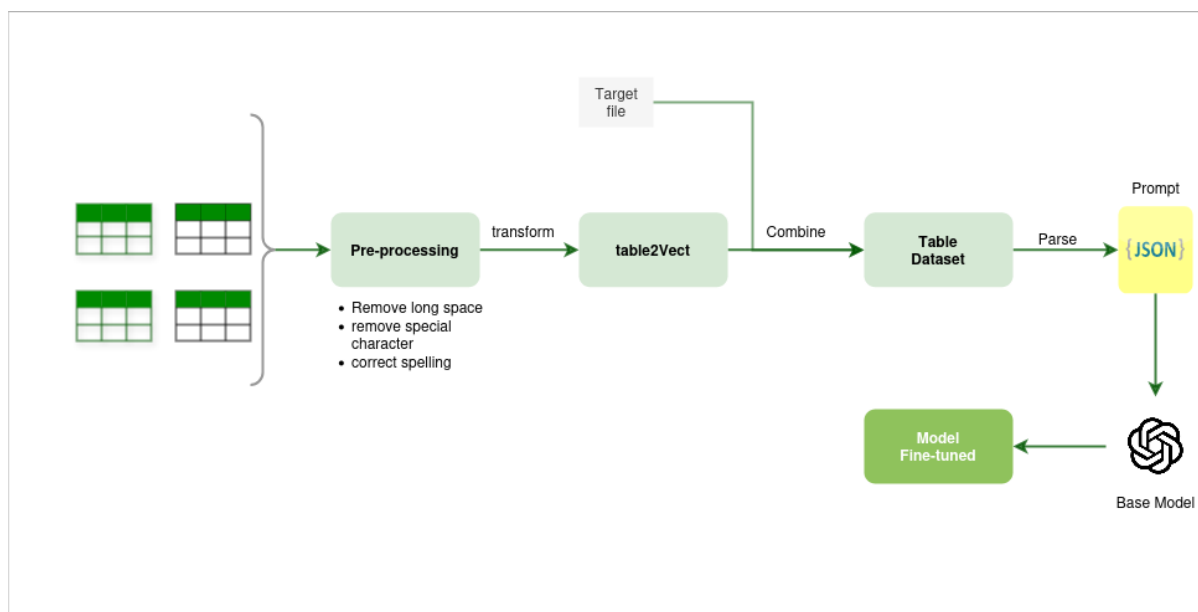 Target
file
Pre-processing
transform
table2Vect
Combine
Table
Dataset
Parse
Prompt
{JSON}
• Remove long space
• remove special
character
• correct spelling
Model
Fine-tuned
Base Model